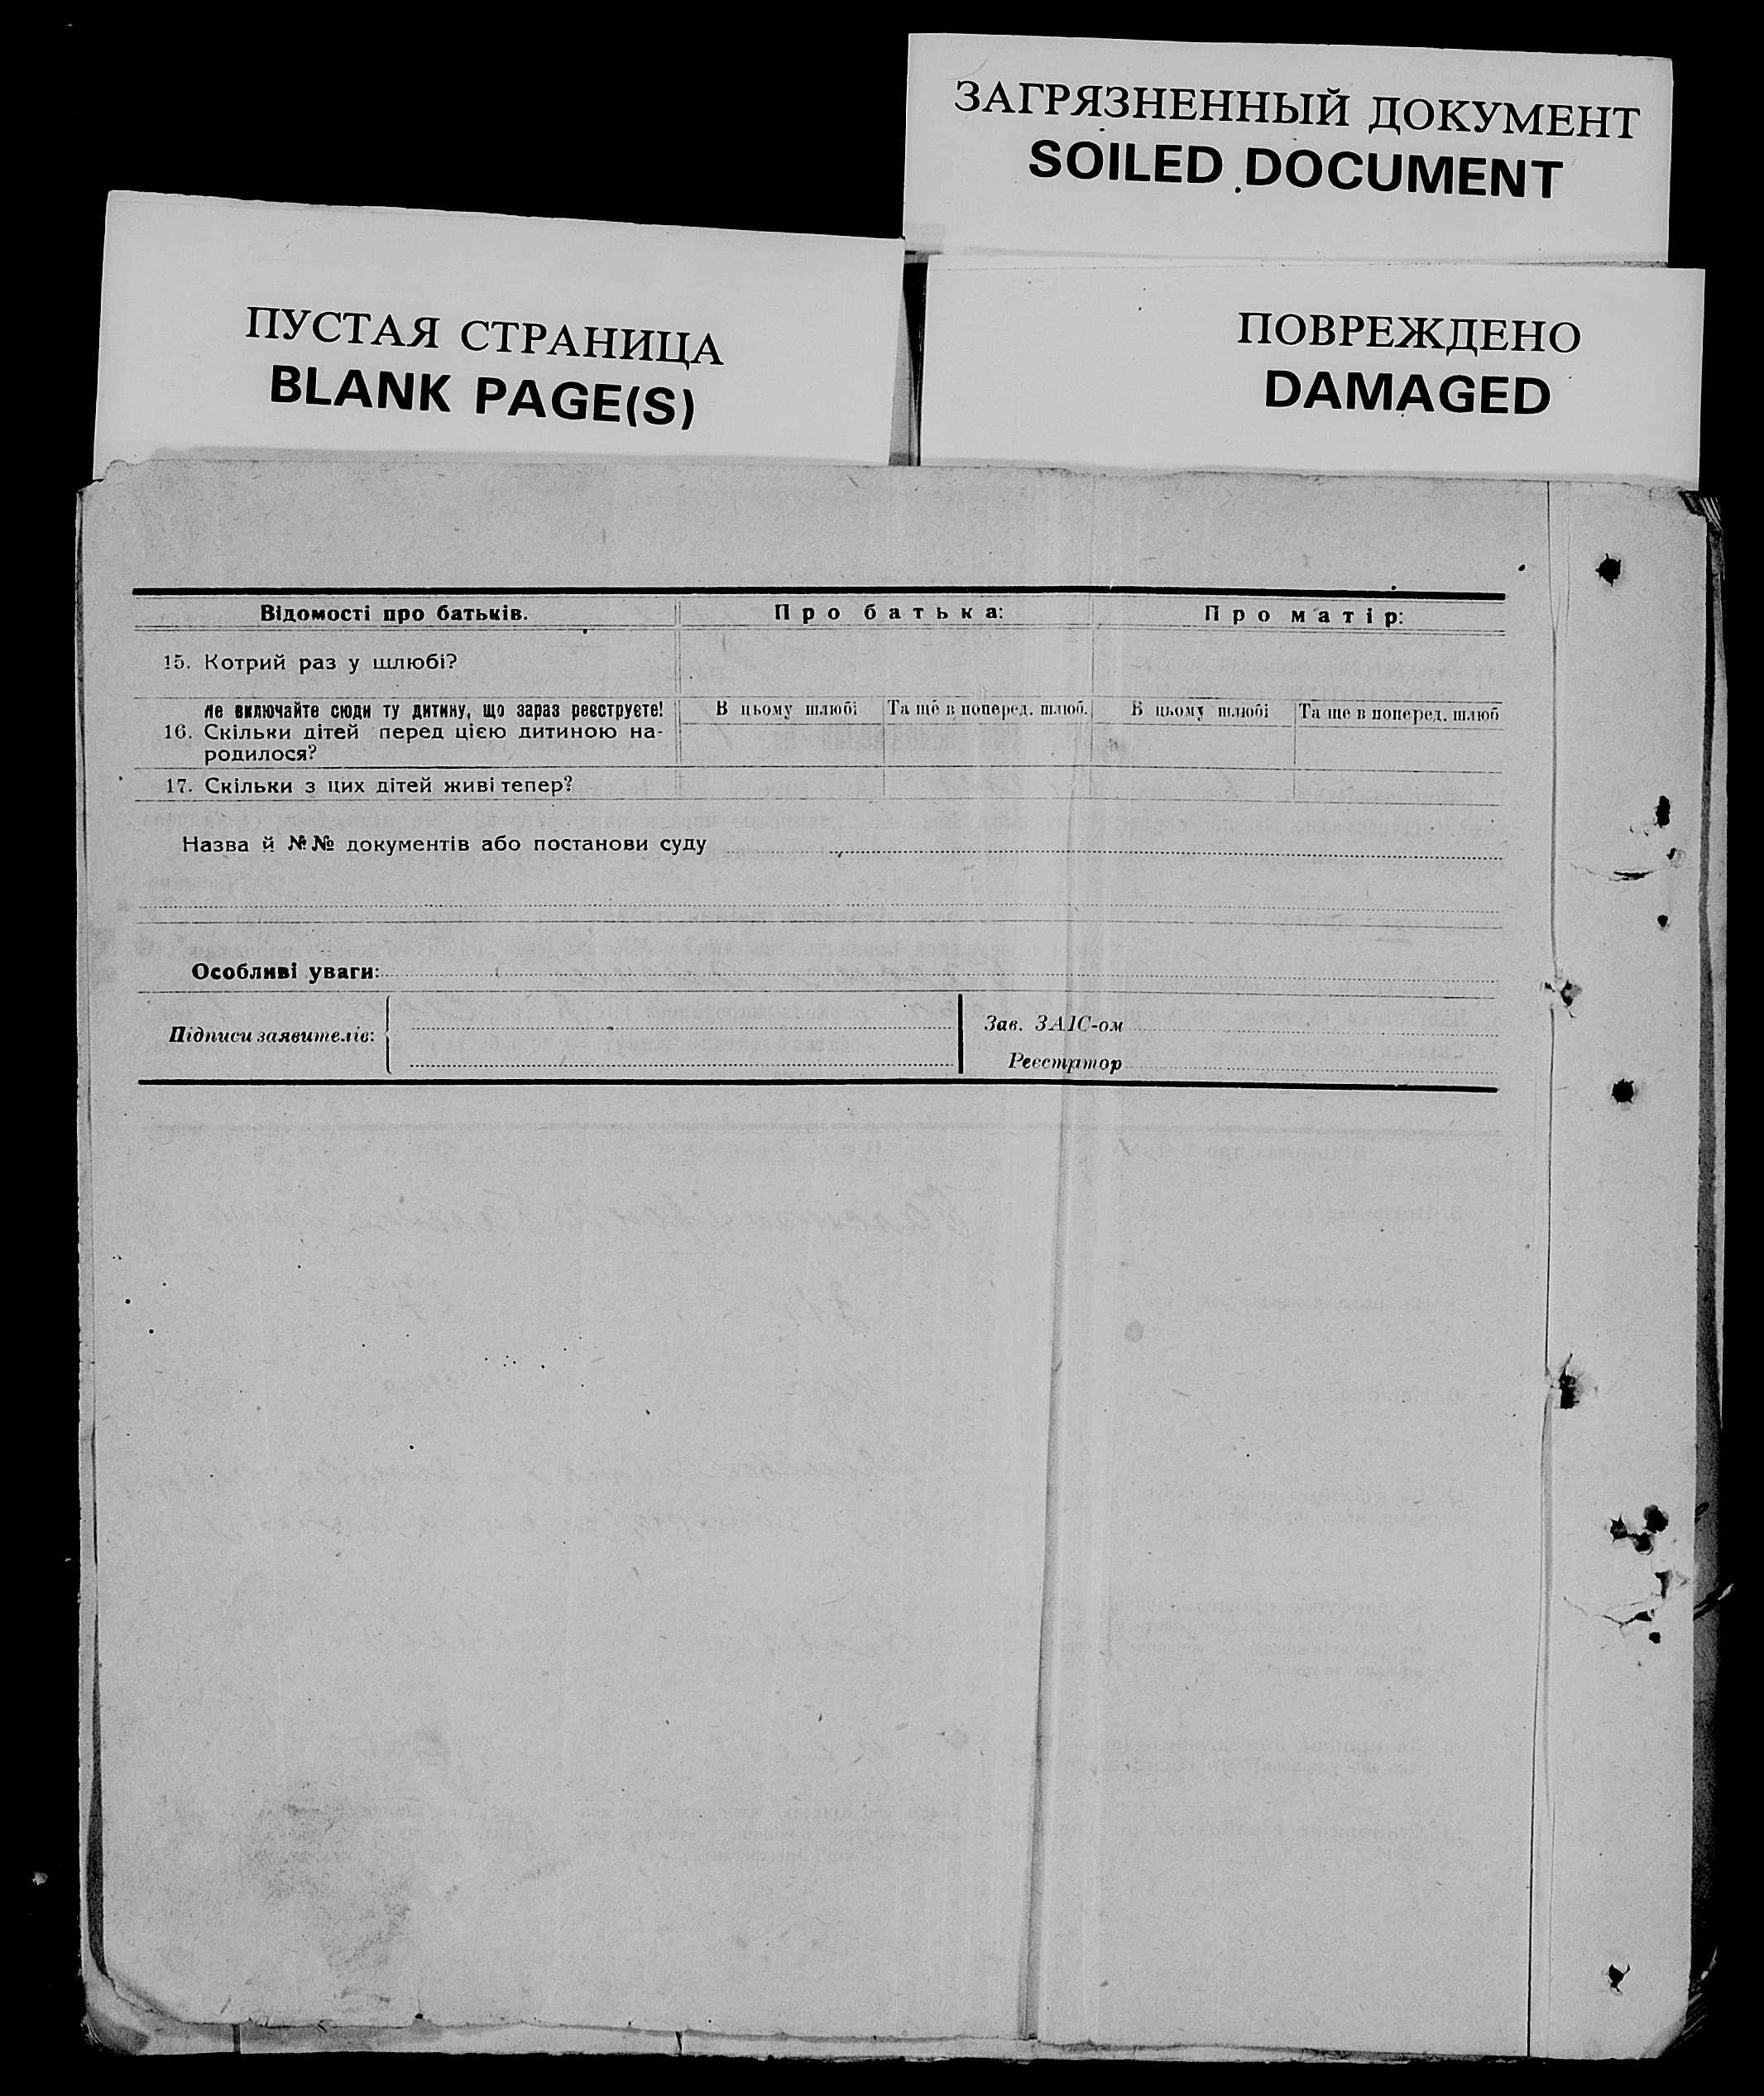 ЗАГРЯЗНЕННЫЙ ДОКУМЕНТ
SOILED DOCUMENT
ПУСТАЯ СТРАНИЦА
BLANK PAGE(S)
ПОВРЕЖДЕНО
DAMAGED
Відомості про батьків. Про батька: Про матір:
15. Котрий раз у шлюбі?
Не включайте сюди ту дитину, що зараз реєструєте! В цьому шлюбі Та ще в поперед. шлюб. В цьому шлюбі Та ще в поперед. шлюб
16. Скільки дітей перед цією дитиною на-
родилося?
17. Скільки з цих дітей живі тепер?
Назва й №№ документів або постанови суду
Особливі уваги:
Підписи заявителів:
Зав. ЗАІС-ом
Реєстратор